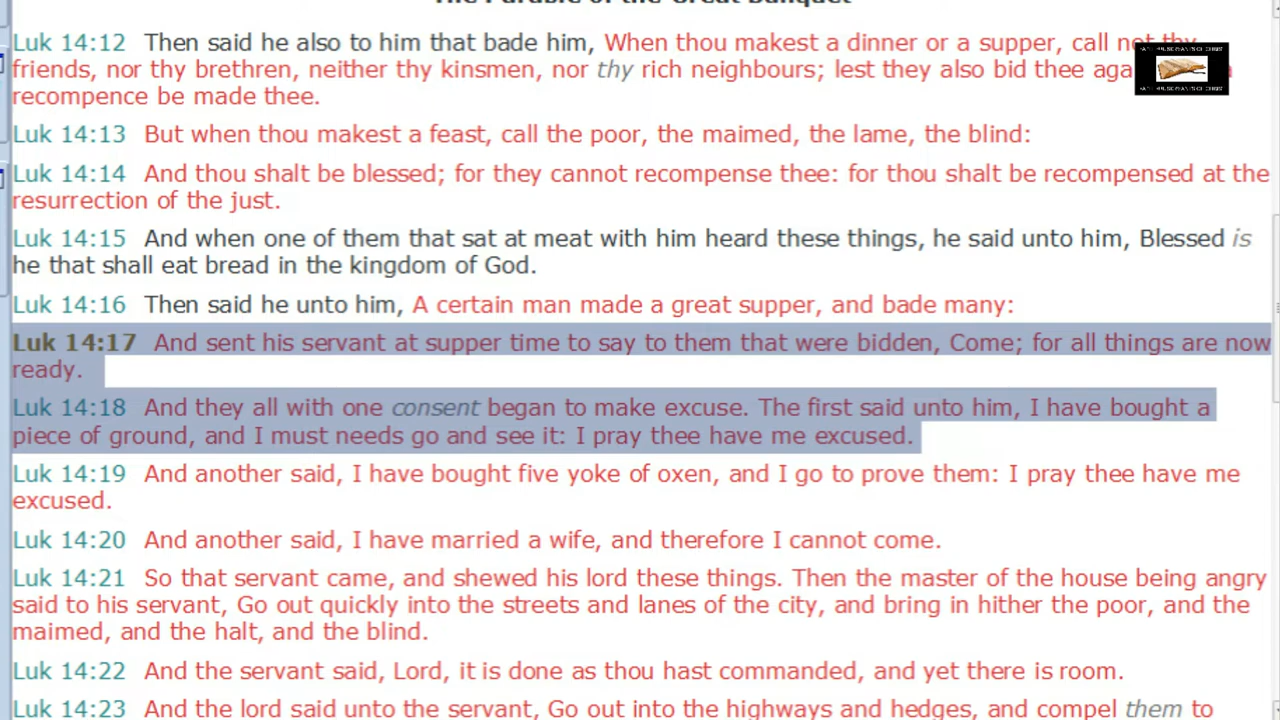 The Parable of the Great Banquet
Luk 14:12 Then said he also to him that bade him, When thou makest a dinner or a supper, call not thy
friends, nor thy brethren, neither thy kinsmen, nor thy rich neighbours; lest they also bid thee
recompence be made thee.
Luk 14:13 But when thou makest a feast, call the poor, the maimed, the lame, the blind:
Luk 14:14 And thou shalt be blessed; for they cannot recompense thee: for thou shalt be recompensed at the
resurrection of the just.
Luk 14:15 And when one of them that sat at meat with him heard these things, he said unto him, Blessed is
he that shall eat bread in the kingdom of God.
Luk 14:16 Then said he unto him, A certain man made a great supper, and bade many:
Luk 14:17 And sent his servant at supper time to say to them that were bidden, Come; for all things are now
ready.
Luk 14:18 And they all with one consent began to make excuse. The first said unto him, I have bought a
piece of ground, and I must needs go and see it: I pray thee have me excused.
Luk 14:19 And another said, I have bought five yoke of oxen, and I go to prove them: I pray thee have me
excused.
Luk 14:20 And another said, I have married a wife, and therefore I cannot come.
Luk 14:21 So that servant came, and shewed his lord these things. Then the master of the house being angry
said to his servant, Go out quickly into the streets and lanes of the city, and bring in hither the poor, and the
maimed, and the halt, and the blind.
Luk 14:22 And the servant said, Lord, it is done as thou hast commanded, and yet there is room.
Luk 14:23 And the lord said unto the servant, Go out into the highways and hedges, and compel them to